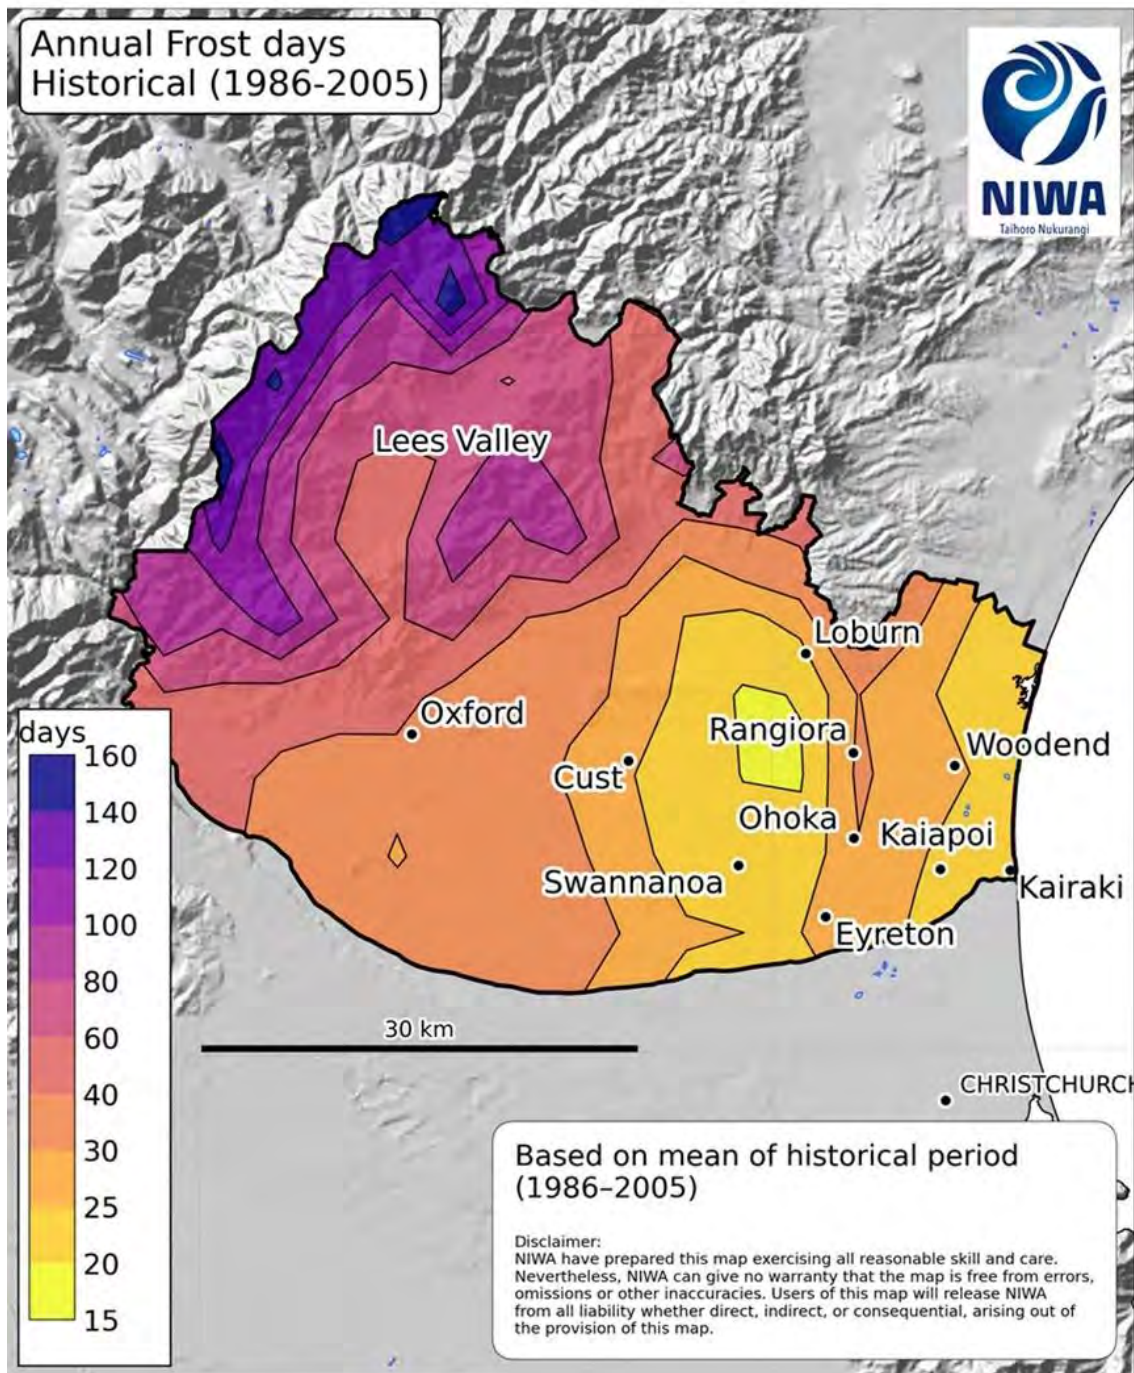 Annual Frost days
Historical (1986-2005)
NIWA
Taihoro Nukurangi
Lees Valley
Loburn
Oxford
Rangiora
Woodend
Cust
Ohoka
Kaiapoi
Swannanoa
Kairaki
Eyreton
days
160
140
120
100
80
60
40
30
25
20
15
30 km
CHRISTCHURCH
Based on mean of historical period
(1986–2005)
Disclaimer:
NIWA have prepared this map exercising all reasonable skill and care.
Nevertheless, NIWA can give no warranty that the map is free from errors,
omissions or other inaccuracies. Users of this map will release NIWA
from all liability whether direct, indirect, or consequential, arising out of
the provision of this map.